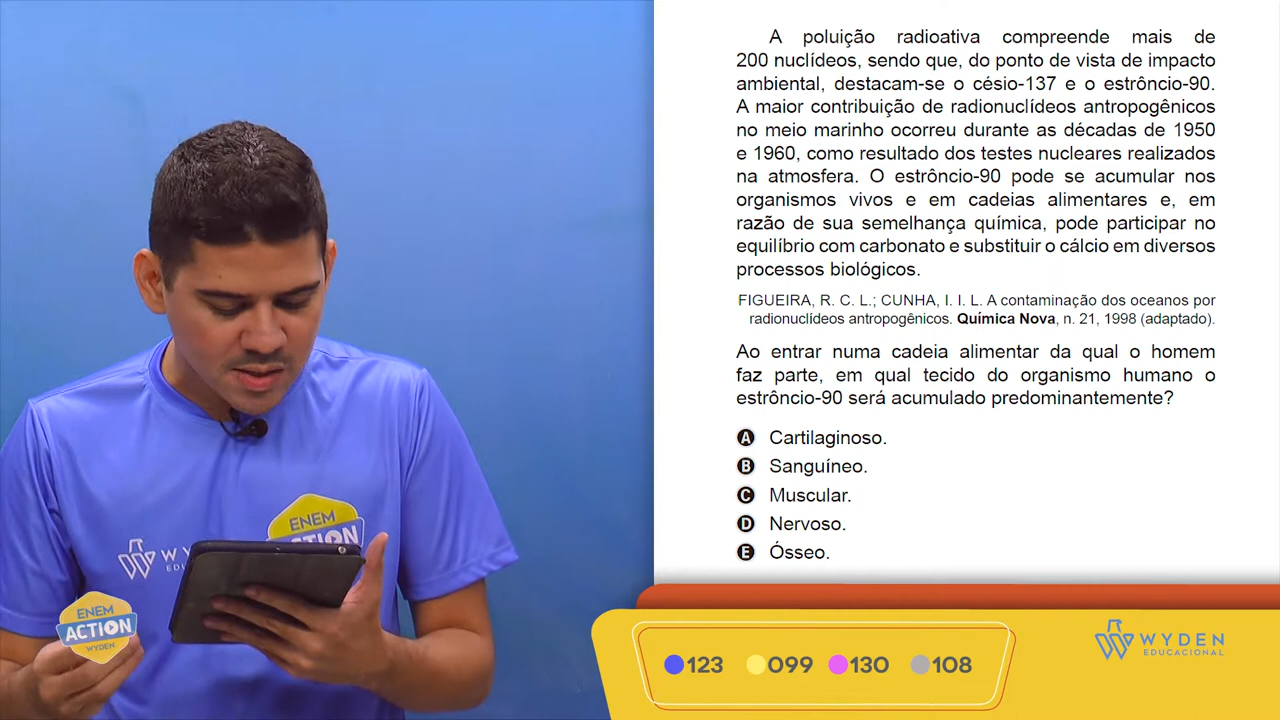 A poluição radioativa compreende mais de
200 nuclídeos, sendo que, do ponto de vista de impacto
ambiental, destacam-se o césio-137 e o estrôncio-90.
A maior contribuição de radionuclídeos antropogênicos
no meio marinho ocorreu durante as décadas de 1950
e 1960, como resultado dos testes nucleares realizados
na atmosfera. O estrôncio-90 pode se acumular nos
organismos vivos e em cadeias alimentares e, em
razão de sua semelhança química, pode participar no
equilíbrio com carbonato e substituir o cálcio em diversos
processos biológicos.
FIGUEIRA, R. C. L.; CUNHA, I. I. L. A contaminação dos oceanos por
radionuclídeos antropogênicos. Química Nova, n. 21, 1998 (adaptado).
Ao entrar numa cadeia alimentar da qual o homem
faz parte, em qual tecido do organismo humano o
estrôncio-90 será acumulado predominantemente?
A Cartilaginoso.
B Sanguíneo.
C Muscular.
D Nervoso.
E Ósseo.
ENEM
ACTION
WY
EDU
ENEM
ACTION
WYDEN
123 099 130 108
WYDEN
EDUCACIONAL